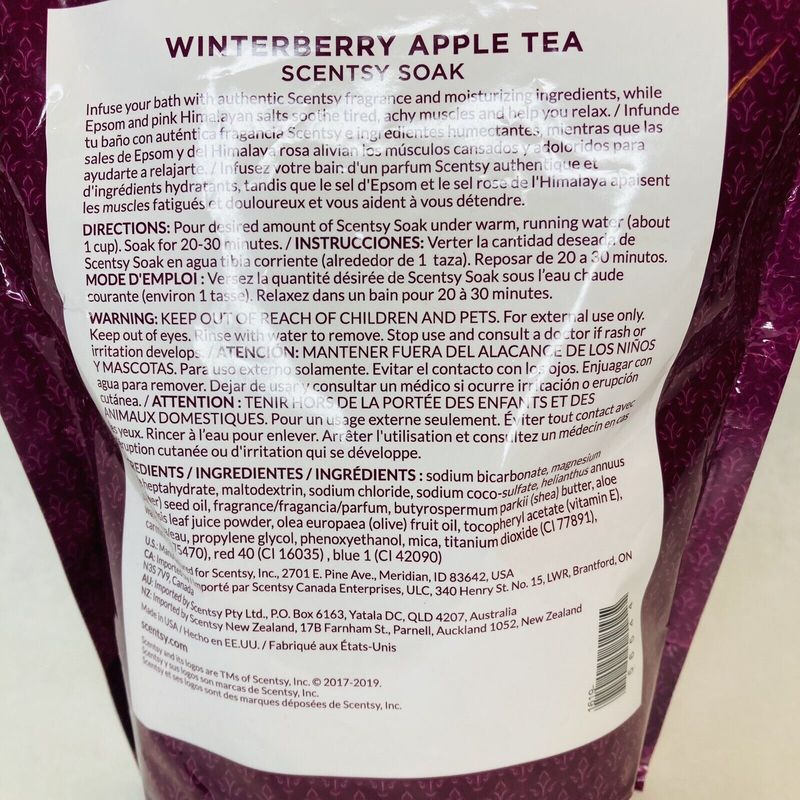 WINTERBERRY APPLE TEA
SCENTSY SOAK
Infuse your bath with authentic Scentsy fragrance and moisturizing ingredients, while
Epsom and pink Himalayan salts soothe tired, achy muscles and help you relax. / Infunde
tu baño con auténtica fragancia Scentsy e ingredientes humectantes, mientras que las
sales de Epsom y del Himalaya rosa alivian los músculos cansados y adoloridos para
ayudarte a relajarte. / Infusez votre bain d'un parfum Scentsy authentique et
d'ingrédients hydratants, tandis que le sel d'Epsom et le sel rose de l'Himalaya apaisent
les muscles fatigués et douloureux et vous aident à vous détendre.
DIRECTIONS: Pour desired amount of Scentsy Soak under warm, running water (about
1 cup). Soak for 20-30 minutes. / INSTRUCCIONES: Verter la cantidad deseada de
Scentsy Soak en agua tibia corriente (alrededor de 1 taza). Reposar de 20 a 30 minutos.
MODE D'EMPLOI : Versez la quantité désirée de Scentsy Soak sous l'eau chaude
courante (environ 1 tasse). Relaxez dans un bain pour 20 à 30 minutes.
WARNING: KEEP OUT OF REACH OF CHILDREN AND PETS. For external use only.
Keep out of eyes. Rinse with water to remove. Stop use and consult a doctor if rash or
irritation develops. / ATENCIÓN: MANTENER FUERA DEL ALACANCE DE LOS NIÑOS
Y MASCOTAS. Para uso externo solamente. Evitar el contacto con los ojos. Enjuagar con
agua para remover. Dejar de usar y consultar un médico si ocurre irritación o erupción
cutánea. / ATTENTION : TENIR HORS DE LA PORTÉE DES ENFANTS ET DES
ANIMAUX DOMESTIQUES. Pour un usage externe seulement. Éviter tout contact avec
les yeux. Rincer à l'eau pour enlever. Arrêter l'utilisation et consultez un médecin en cas
éruption cutanée ou d'irritation qui se développe.
INGREDIENTS / INGREDIENTES / INGRÉDIENTS : sodium bicarbonate, magnesium
heptahydrate, maltodextrin, sodium chloride, sodium coco-sulfate, helianthus annuus
seed oil, fragrance/fragancia/parfum, butyrospermum parkii (shea) butter, aloe
leaf juice powder, olea europaea (olive) fruit oil, tocopheryl acetate (vitamin E),
propylene glycol, phenoxyethanol, mica, titanium dioxide (CI 77891),
75470), red 40 (CI 16035) , blue 1 (CI 42090)
U.S.: for Scentsy, Inc., 2701 E. Pine Ave., Meridian, ID 83642, USA
CA: Imported importé par Scentsy Canada Enterprises, ULC, 340 Henry St. No. 15, LWR, Brantford, ON
N3S 7V9, Canada
AU: Imported by Scentsy Pty Ltd., P.O. Box 6163, Yatala DC, QLD 4207, Australia
NZ: Imported by Scentsy New Zealand, 17B Farnham St., Parnell, Auckland 1052, New Zealand
Made in USA / Hecho en EE.UU. / Fabriqué aux États-Unis
scentsy.com
Scentsy and its logos are TMs of Scentsy, Inc. © 2017-2019.
Scentsy y sus logos son marcas de Scentsy, Inc.
Scentsy et ses logos sont des marques déposées de Scentsy, Inc.